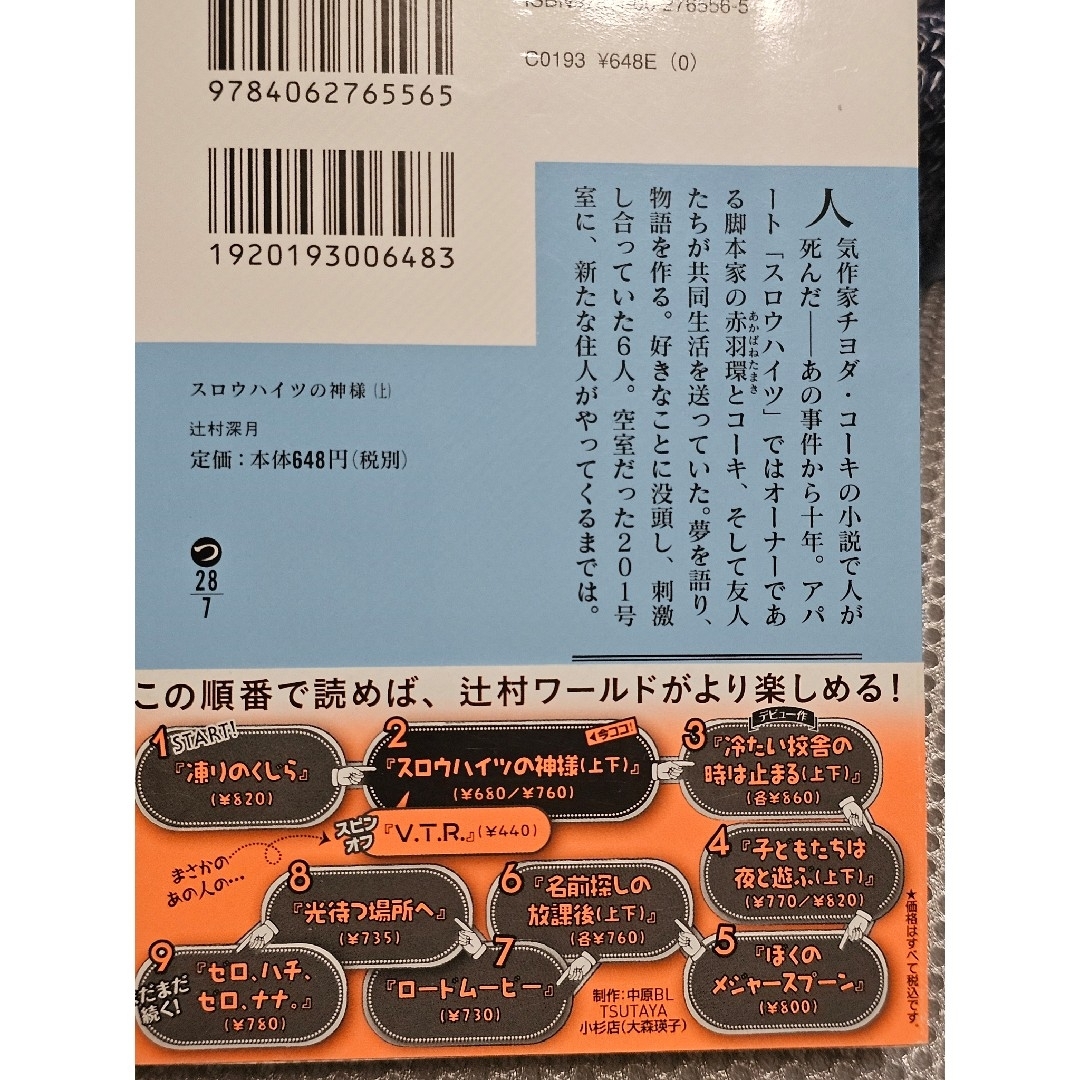 276556-5
C0193 ¥648E (0)
9784062765565
1920193006483
人気作家チヨダ・コーキの小説で人が
死んだ――あの事件から十年。アパ
ート「スロウハイツ」ではオーナーであ
る脚本家の赤羽環とコーキ、そして友人
あかばねたまき
たちが共同生活を送っていた。夢を語り、
物語を作る。好きなことに没頭し、刺激
し合っていた6人。空室だった201号
室に、新たな住人がやってくるまでは。
スロウハイツの神様(上)
辻村深月
定価:本体648円(税別)
つ
28
7
この順番で読めば、辻村ワールドがより楽しめる!
1 START!
『凍りのくじら』
(¥820)
2
今ココ!
『スロウハイツの神様(上下)』
(¥680/¥760)
スピンオフ
『V.T.R.』(¥440)
まさかの
あの人の…
3
デビュー作
『冷たい校舎の
時は止まる(上下)』
(各¥860)
4
『子どもたちは
夜と遊ぶ(上下)』
(¥770/¥820)
5
『ぼくの
メジャースプーン』
(¥800)
6
『名前探しの
放課後(上下)』
(各¥760)
7
『ロードムービー』
(¥730)
8
『光待つ場所へ』
(¥735)
9
『ゼロ、ハチ、
ゼロ、ナナ。』
(¥780)
まだまだ
続く!
制作:中原BL
TSUTAYA
小杉店(大森瑛子)
★価格はすべて税込です。